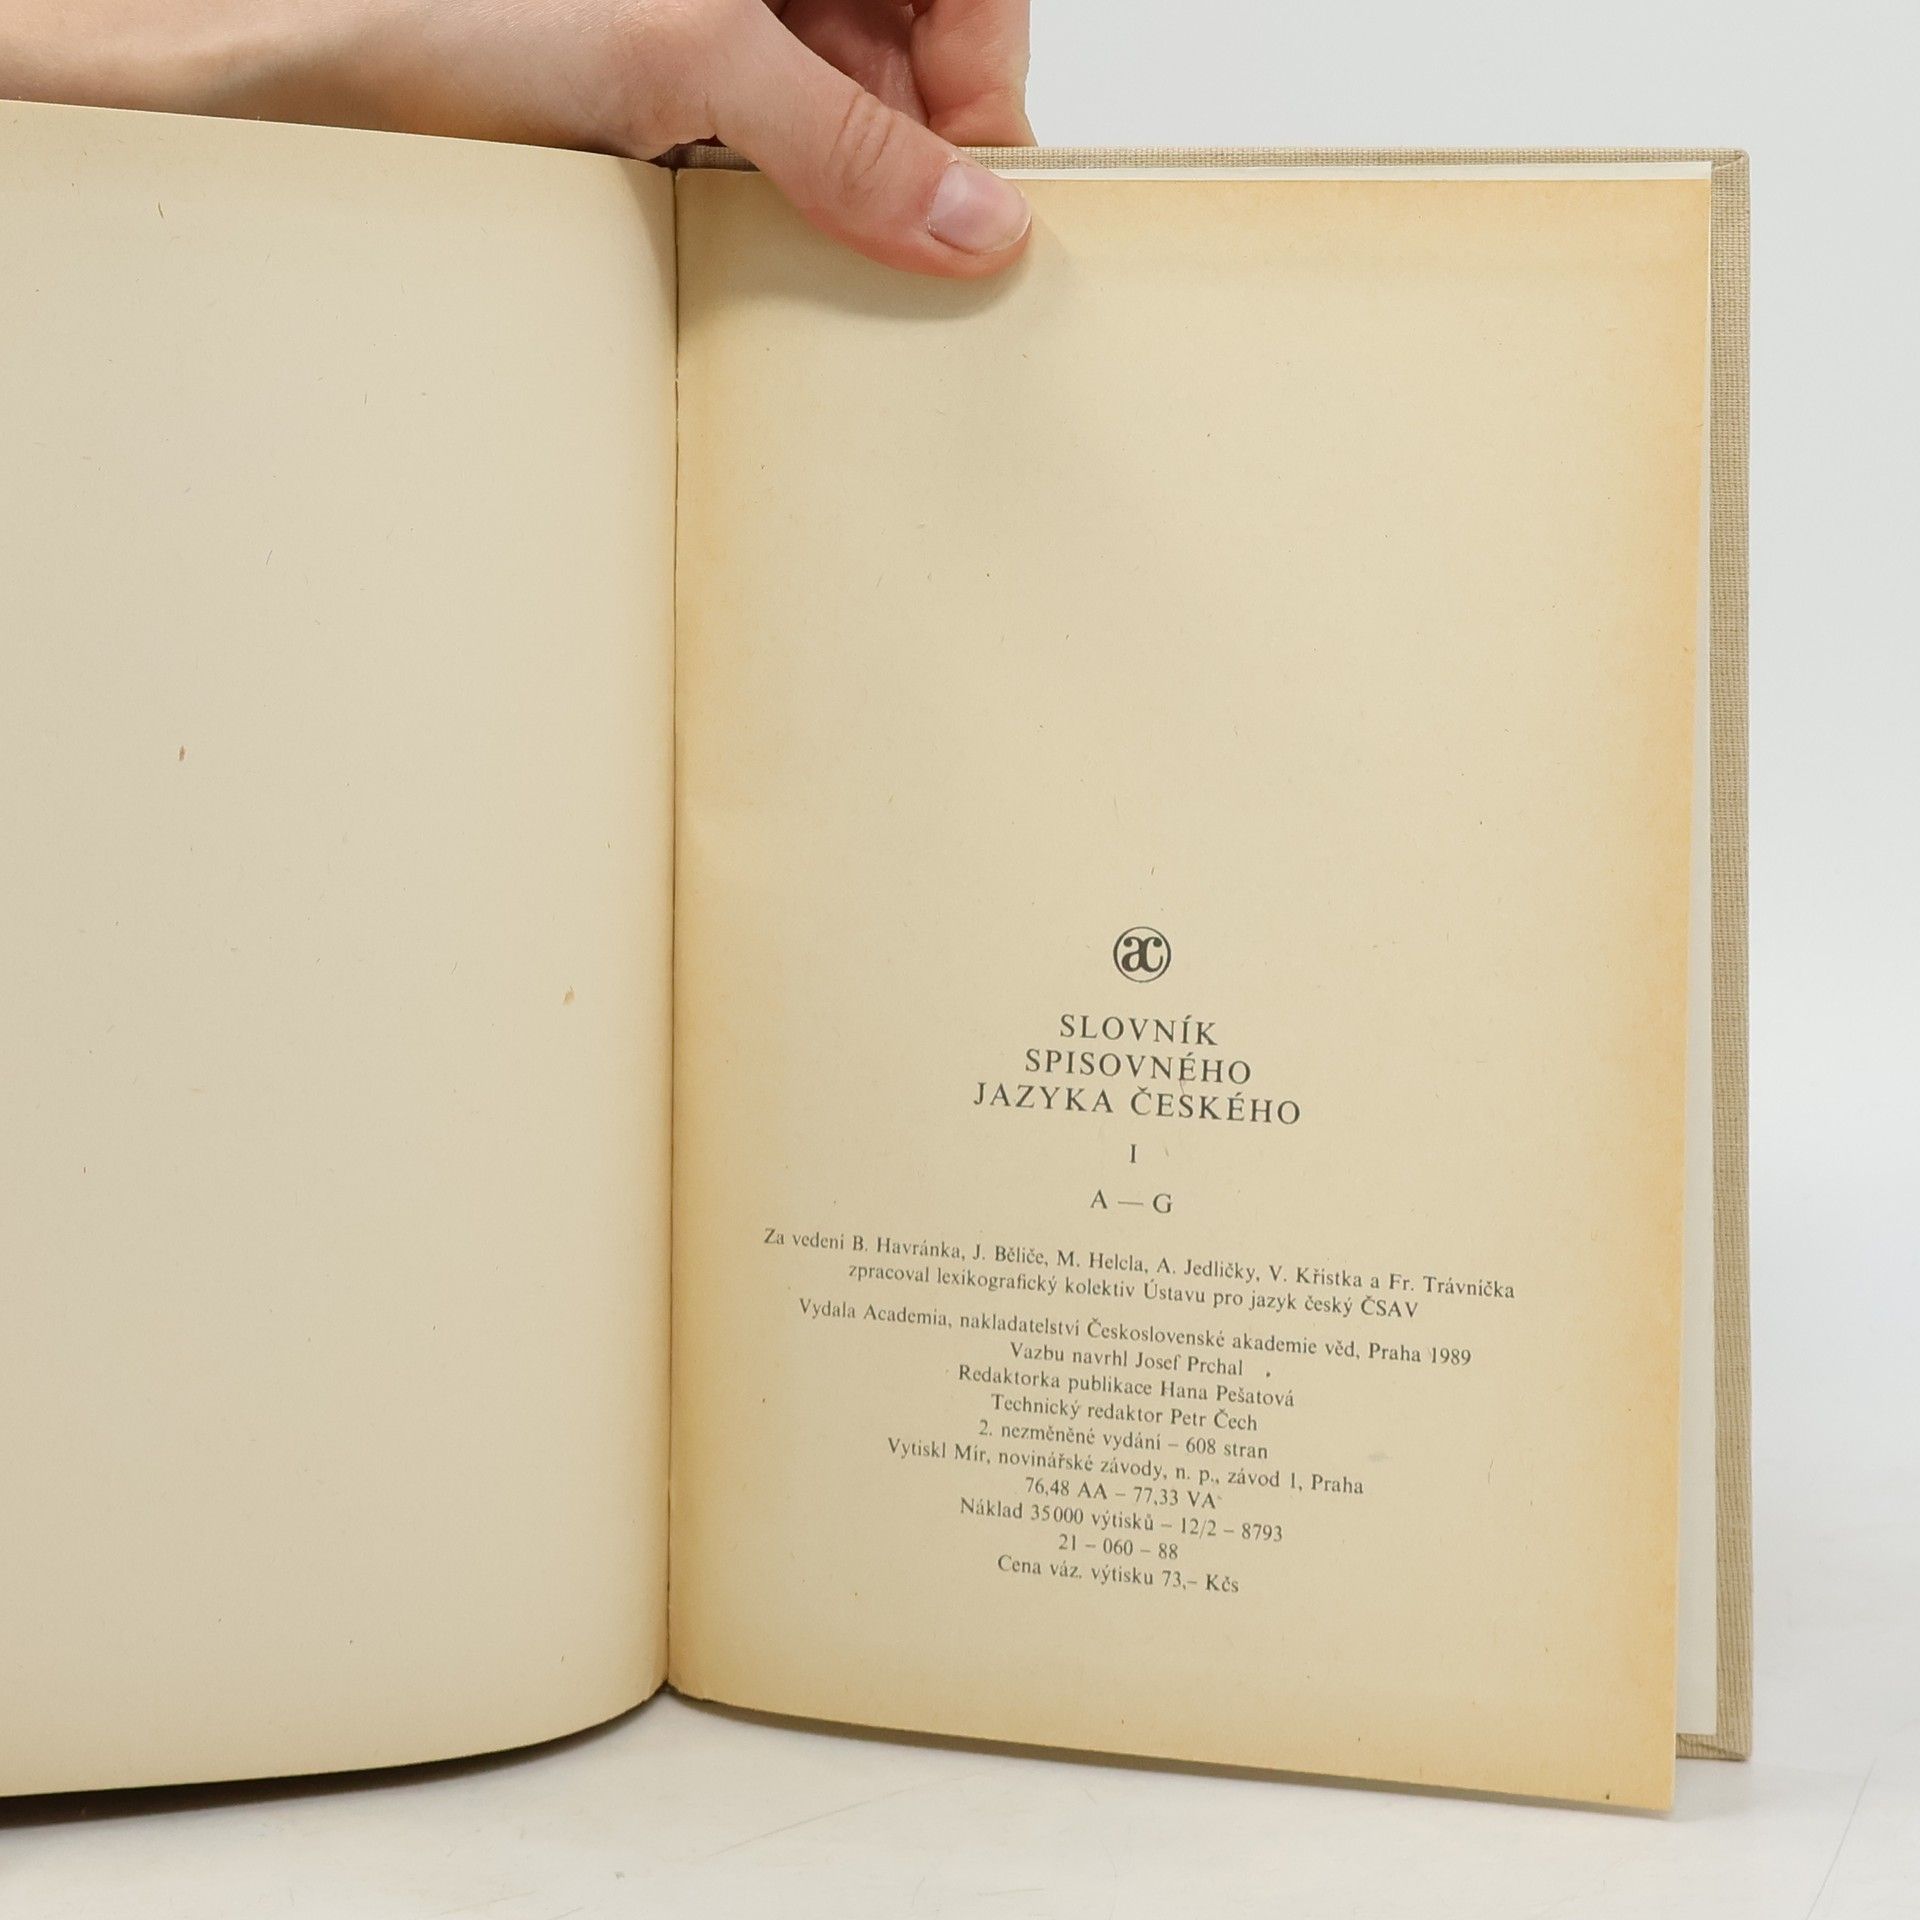 ac
SLOVNÍK
SPISOVNÉHO
JAZYKA ČESKÉHO
I
A — G
Za vedení B. Havránka, J. Běliče, M. Helcla, A. Jedličky, V. Křístka a Fr. Trávníčka
zpracoval lexikografický kolektiv Ústavu pro jazyk český ČSAV
Vydala Academia, nakladatelství Československé akademie věd, Praha 1989
Vazbu navrhl Josef Prchal
Redaktorka publikace Hana Pešatová
Technický redaktor Petr Čech
2. nezměněné vydání – 608 stran
Vytiskl Mír, novinářské závody, n. p., závod 1, Praha
76,48 AA – 77,33 VA
Náklad 35000 výtisků – 12/2 – 8793
21 – 060 – 88
Cena váz. výtisku 73,– Kčs